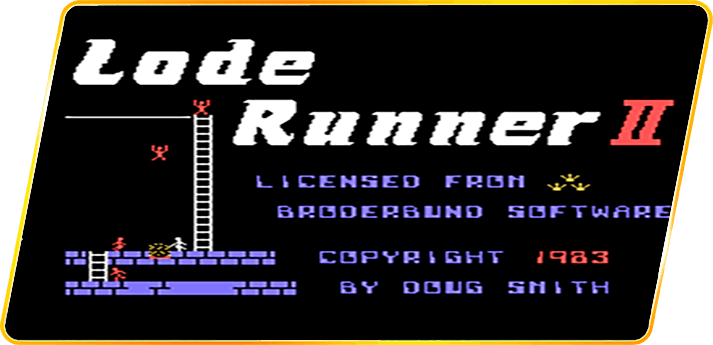 Lode
Runner II
LICENSED FROM
BRODERBUND SOFTWARE
COPYRIGHT 1983
BY DOUG SMITH